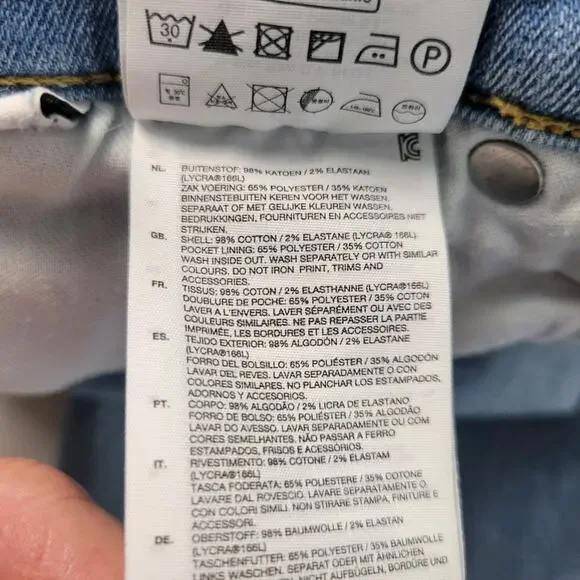 30
P
NL. BUITENSTOF: 98% KATOEN / 2% ELASTAAN
(LYCRA®166L)
ZAK VOERING: 65% POLYESTER / 35% KATOEN
BINNENSTEBUITEN KEREN VOOR HET WASSEN.
SEPARAAT OF MET GELIJKE KLEUREN WASSEN.
BEDRUKKINGEN, FOURNITUREN EN ACCESSOIRES NIET
STRIJKEN.
GB. SHELL: 98% COTTON / 2% ELASTANE (LYCRA® 166L)
POCKET LINING: 65% POLYESTER / 35% COTTON
WASH INSIDE OUT. WASH SEPARATELY OR WITH SIMILAR
COLOURS. DO NOT IRON PRINT, TRIMS AND
ACCESSORIES.
FR. TISSUS: 98% COTON / 2% ELASTHANNE (LYCRA®166L)
DOUBLURE DE POCHE: 65% POLYESTER / 35% COTON
LAVER A L'ENVERS. LAVER SÉPARÉMENT OU AVEC DES
COULEURS SIMILAIRES. NE PAS REPASSER LA PARTIE
IMPRIMÉE, LES BORDURES ET LES ACCESSOIRES.
ES. TEJIDO EXTERIOR: 98% ALGODÓN / 2% ELASTANE
(LYCRA®166L)
FORRO DEL BOLSILLO: 65% POLIÉSTER / 35% ALGODÓN
LAVAR DEL REVES. LAVAR SEPARADAMENTE O CON
COLORES SIMILARES. NO PLANCHAR LOS ESTAMPADOS,
ADORNOS Y ACCESORIOS.
PT. CORPO: 98% ALGODÃO / 2% LICRA DE ELASTANO
FORRO DE BOLSO: 65% POLIÉSTER / 35% ALGODÃO
LAVAR DO AVESSO. LAVAR SEPARADAMENTE OU COM
CORES SEMELHANTES. NÃO PASSAR A FERRO
ESTAMPADOS, FRISOS E ACESSÓRIOS.
IT. RIVESTIMENTO: 98% COTONE / 2% ELASTAM
(LYCRA®166L)
TASCA FODERATA: 65% POLIESTERE / 35% COTONE
LAVARE DAL ROVESCIO. LAVARE SEPARATAMENTE O
CON COLORI SIMILI. NON STIRARE STAMPA, FINITURE E
ACCESSORI.
DE. OBERSTOFF: 98% BAUMWOLLE / 2% ELASTAN
(LYCRA®166L)
TASCHENFUTTER: 65% POLYESTER / 35% BAUMWOLLE
LINKS WASCHEN. SEPARAT ODER MIT ÄHNLICHEN
NICHT AUFBÜGELN, BORDÜRE UND